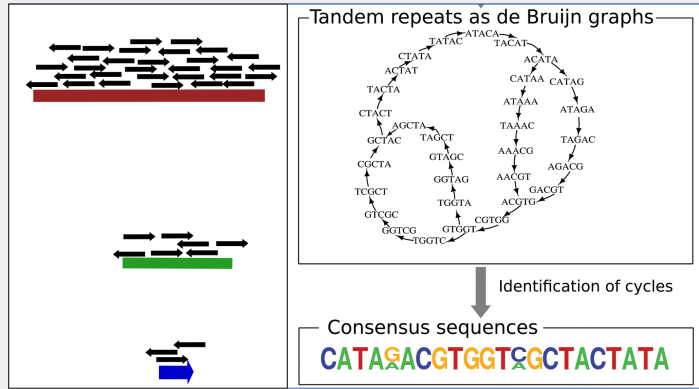 Tandem repeats as de Bruijn graphs
ATACA
TATAC
TACAT
CTATA
ACATA
ACTAT
CATAA
CATAG
TACTA
ATAAA
ATAGA
CTACT
AGCTA
TAAAC
GCTAC
TAGCT
TAGAC
AAACG
GTAGC
CGCTA
AGACG
GGTAG
AACGT
TCGCT
GACGT
TGGTA
ACGTG
GTCGC
CGTGG
GGTCG
GTGGT
TGGTC
Identification of cycles
Consensus sequences
CATAGACGTGGTCGCTACTATA
A A